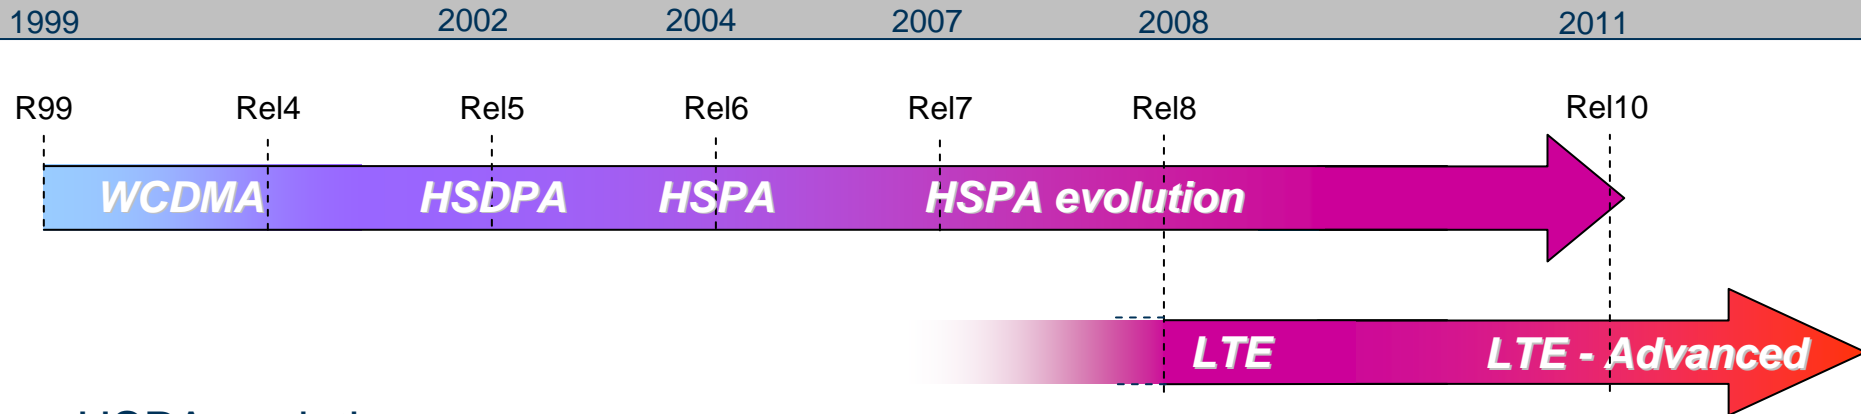 1999 2002 2004 2007 2008 2011
R99 Rel4 Rel5 Rel6 Rel7 Rel8 Rel10
WCDMA HSDPA HSPA HSPA evolution
LTE LTE - Advanced